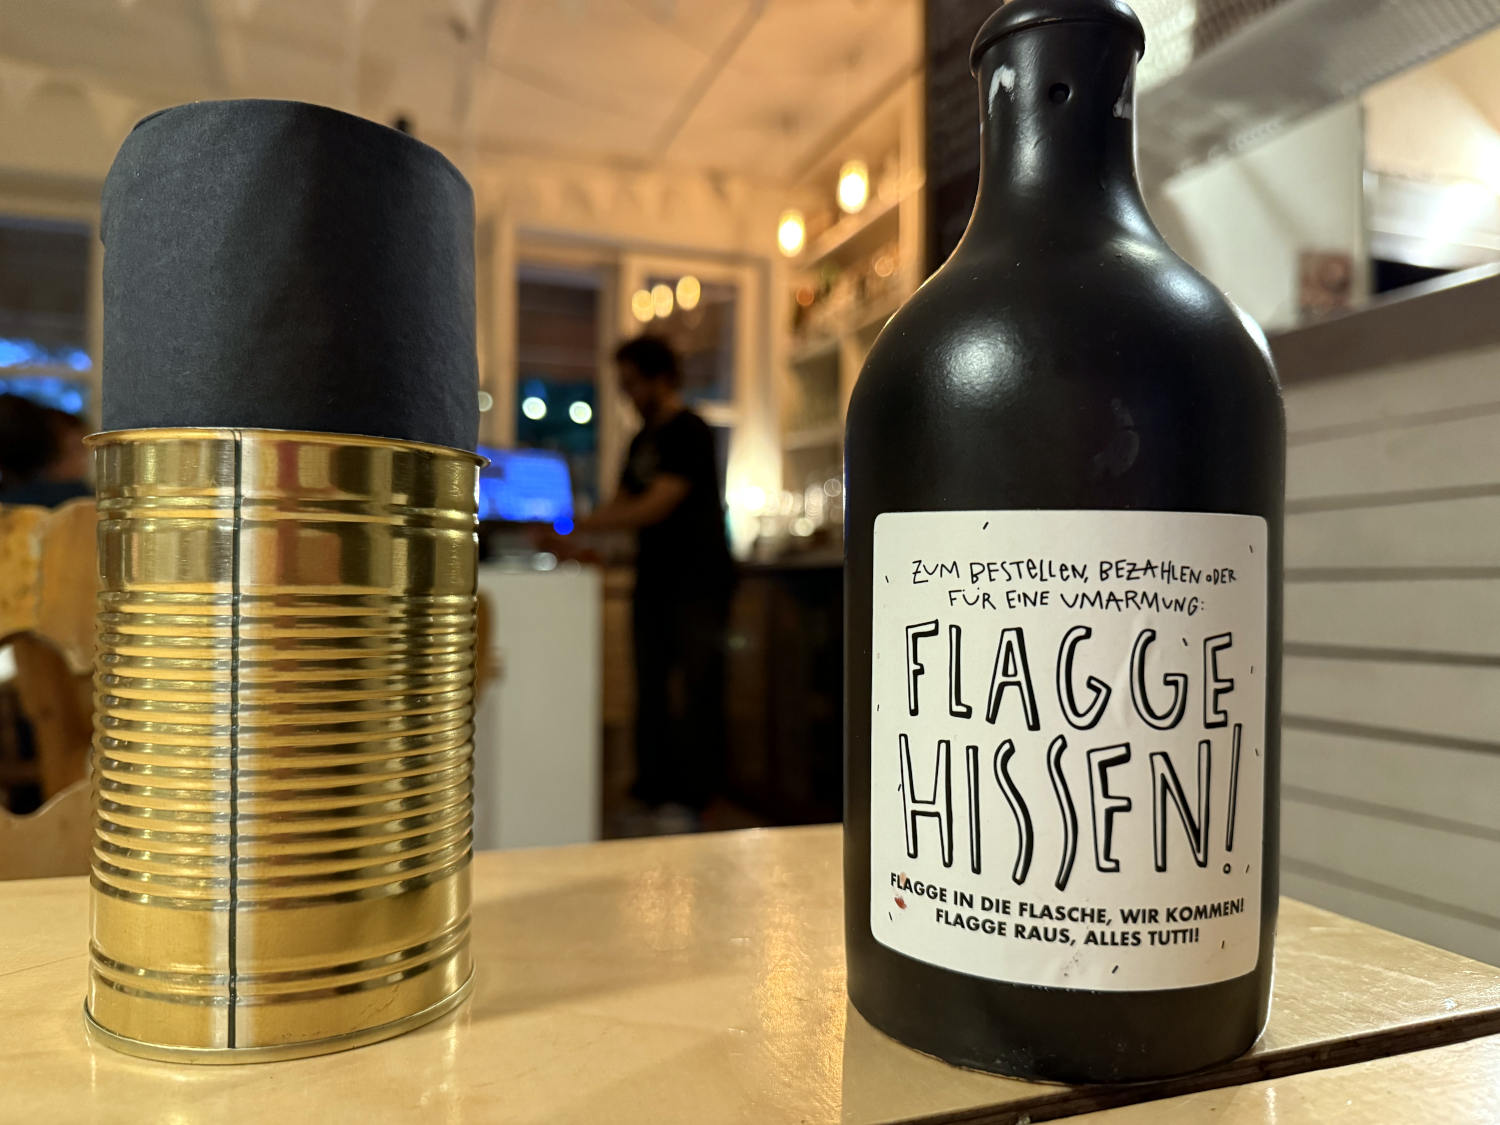 ZUM BESTELLEN, BEZAHLEN ODER
FÜR EINE UMARMUNG:
FLAGGE
HISSEN!
FLAGGE IN DIE FLASCHE, WIR KOMMEN!
FLAGGE RAUS, ALLES TUTTI!